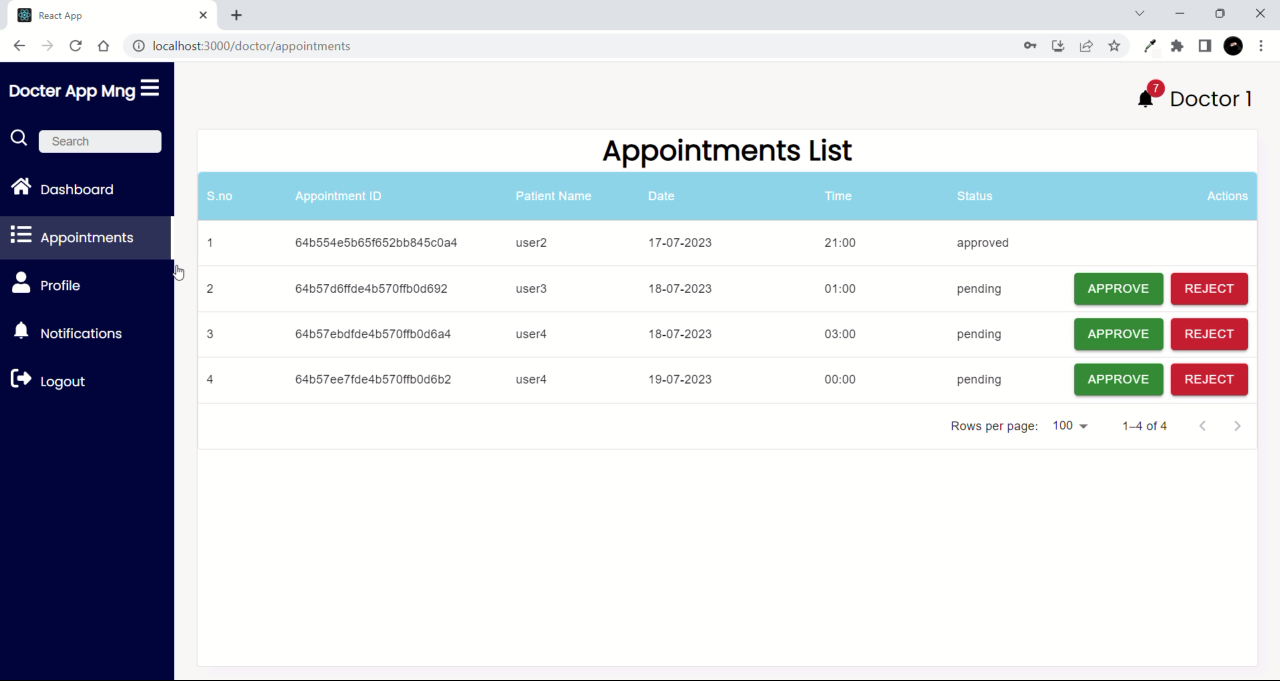 React App
localhost:3000/doctor/appointments
Docter App Mng
7 Doctor 1
Search
Dashboard
Appointments
Profile
Notifications
Logout
Appointments List
S.no Appointment ID Patient Name Date Time Status Actions
1 64b554e5b65f652bb845c0a4 user2 17-07-2023 21:00 approved
2 64b57d6ffde4b570ffb0d692 user3 18-07-2023 01:00 pending APPROVE REJECT
3 64b57ebdfde4b570ffb0d6a4 user4 18-07-2023 03:00 pending APPROVE REJECT
4 64b57ee7fde4b570ffb0d6b2 user4 19-07-2023 00:00 pending APPROVE REJECT
Rows per page: 100 1–4 of 4